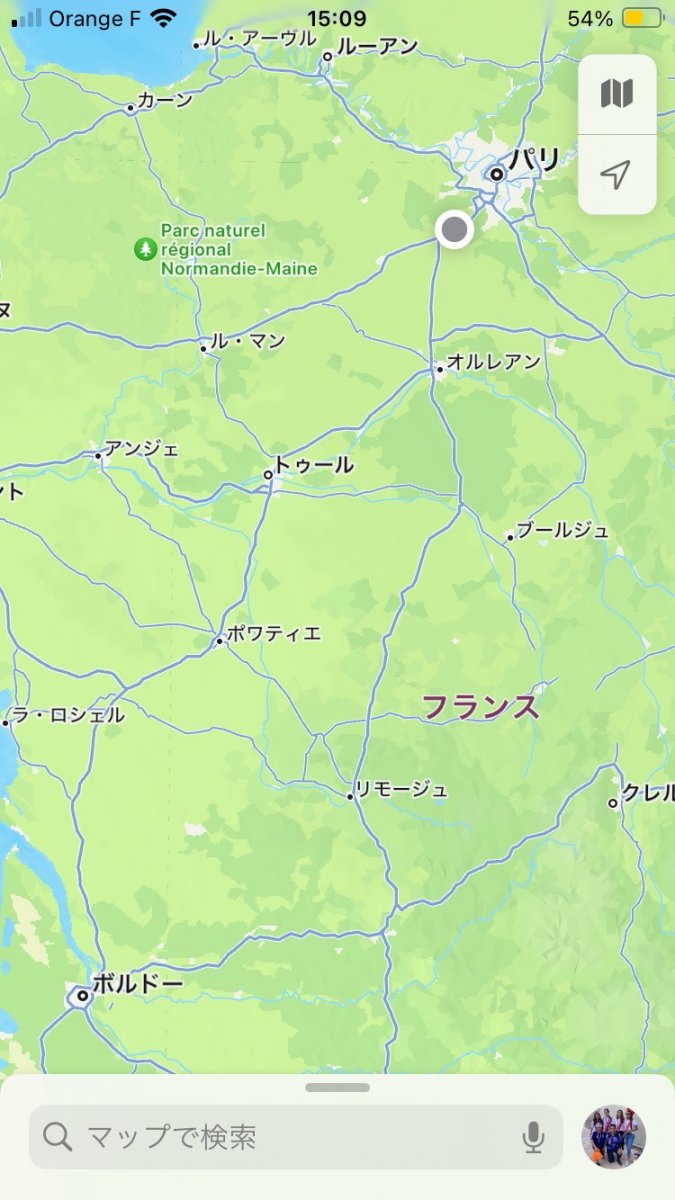 Orange F
15:09
54%
ル・アーヴル
ルーアン
カーン
パリ
Parc naturel
régional
Normandie-Maine
ヌ
ル・マン
オルレアン
アンジェ
トゥール
ント
ブールジュ
ポワティエ
フランス
ラ・ロシェル
リモージュ
クレル
ボルドー
マップで検索